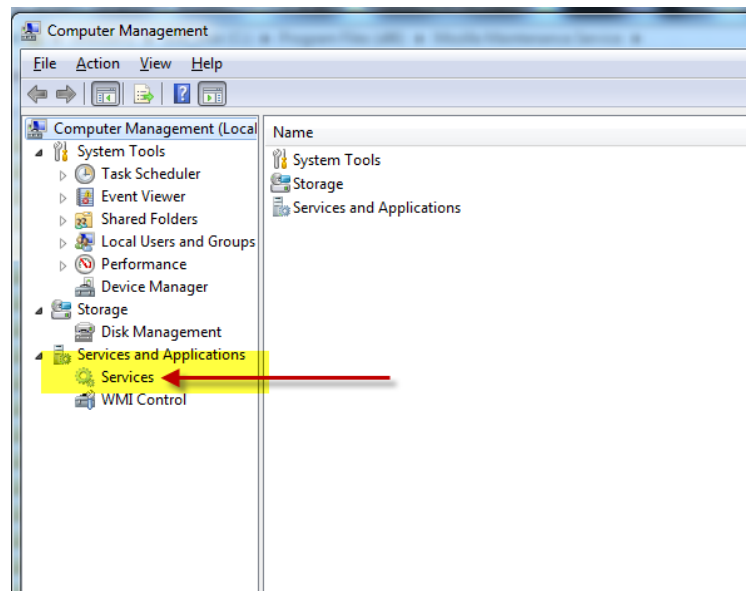 Computer Management
File Action View Help
Computer Management (Local
System Tools
Task Scheduler
Event Viewer
Shared Folders
Local Users and Groups
Performance
Device Manager
Storage
Disk Management
Services and Applications
Services
WMI Control
Name
System Tools
Storage
Services and Applications